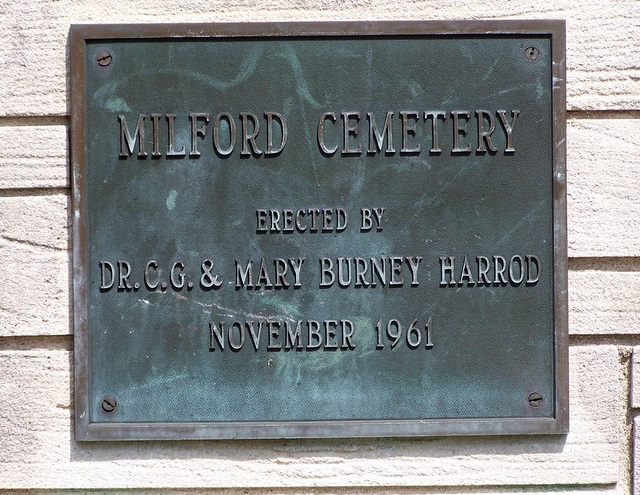 MILFORD CEMETERY
ERECTED BY
DR. C. G. & MARY BURNEY HARROD
NOVEMBER 1961